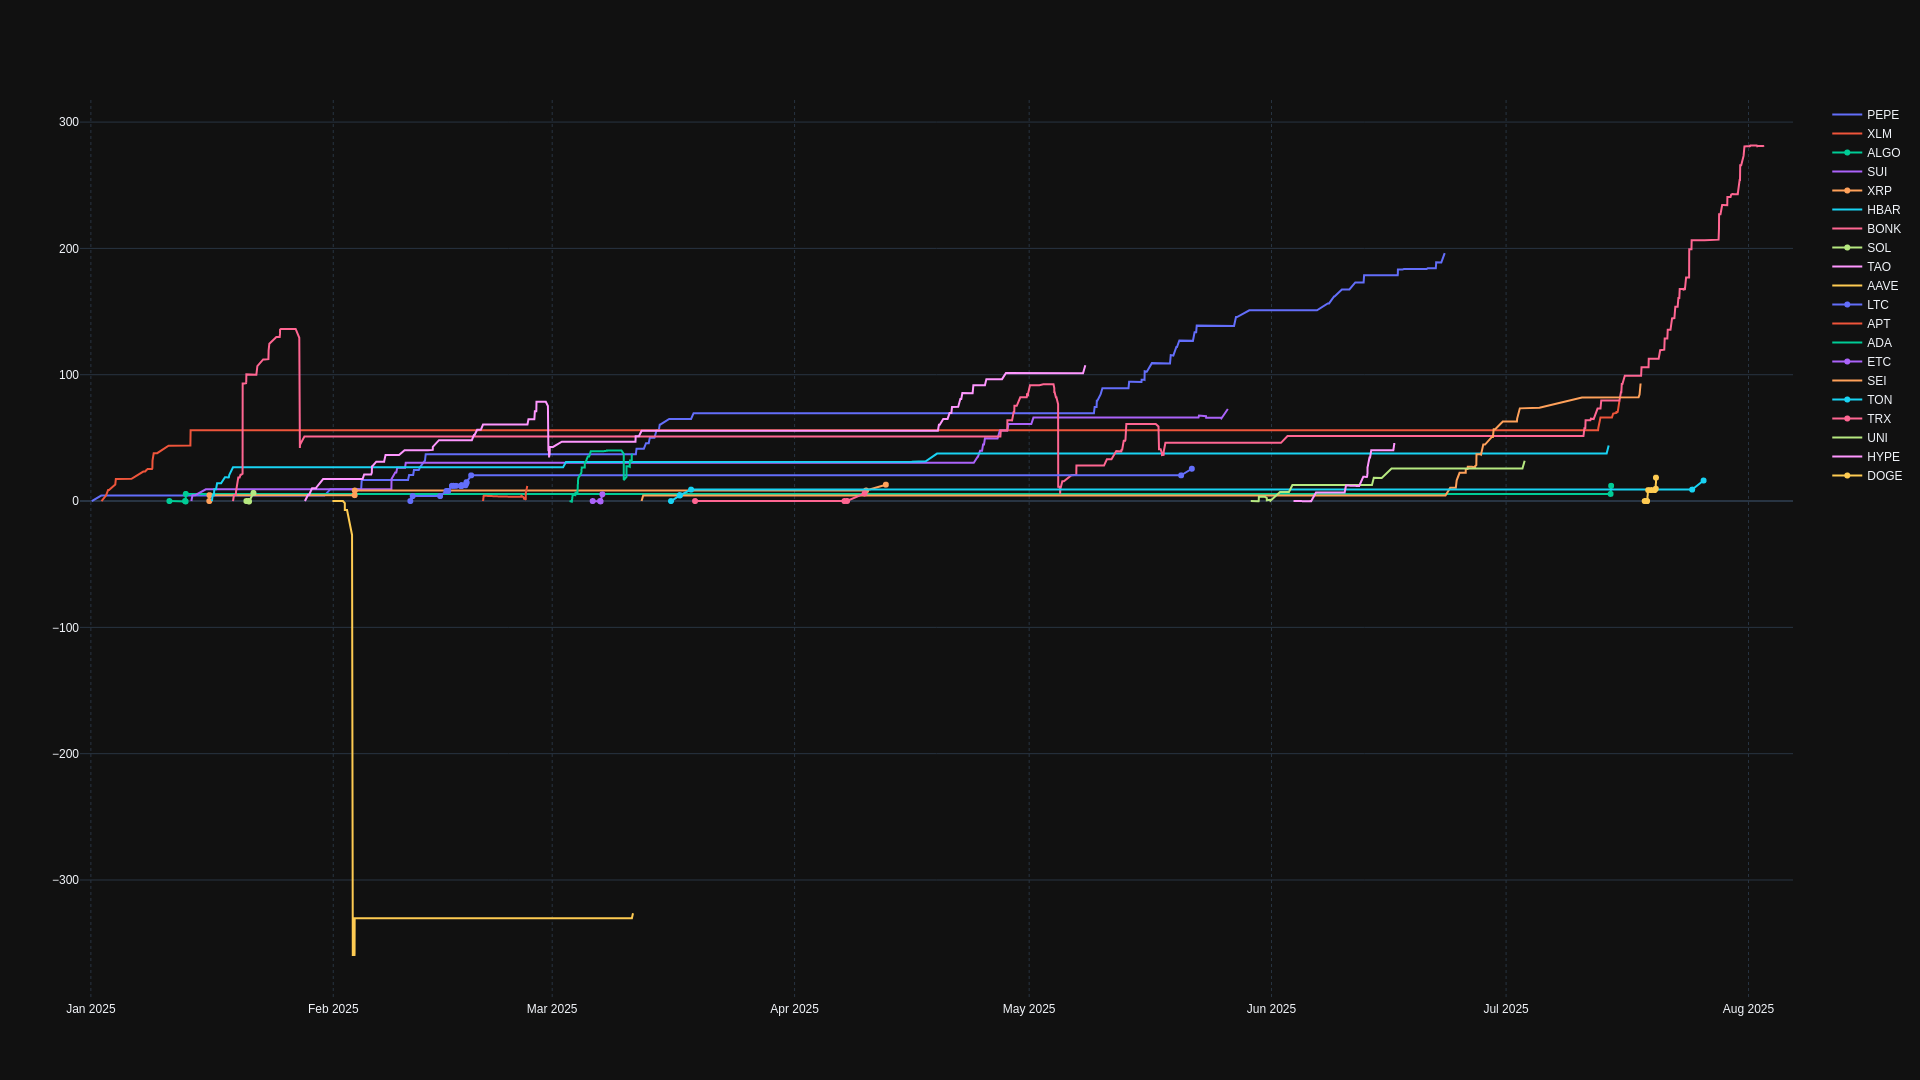 300
200
100
0
−100
−200
−300
Jan 2025
Feb 2025
Mar 2025
Apr 2025
May 2025
Jun 2025
Jul 2025
Aug 2025
PEPE
XLM
ALGO
SUI
XRP
HBAR
BONK
SOL
TAO
AAVE
LTC
APT
ADA
ETC
SEI
TON
TRX
UNI
HYPE
DOGE